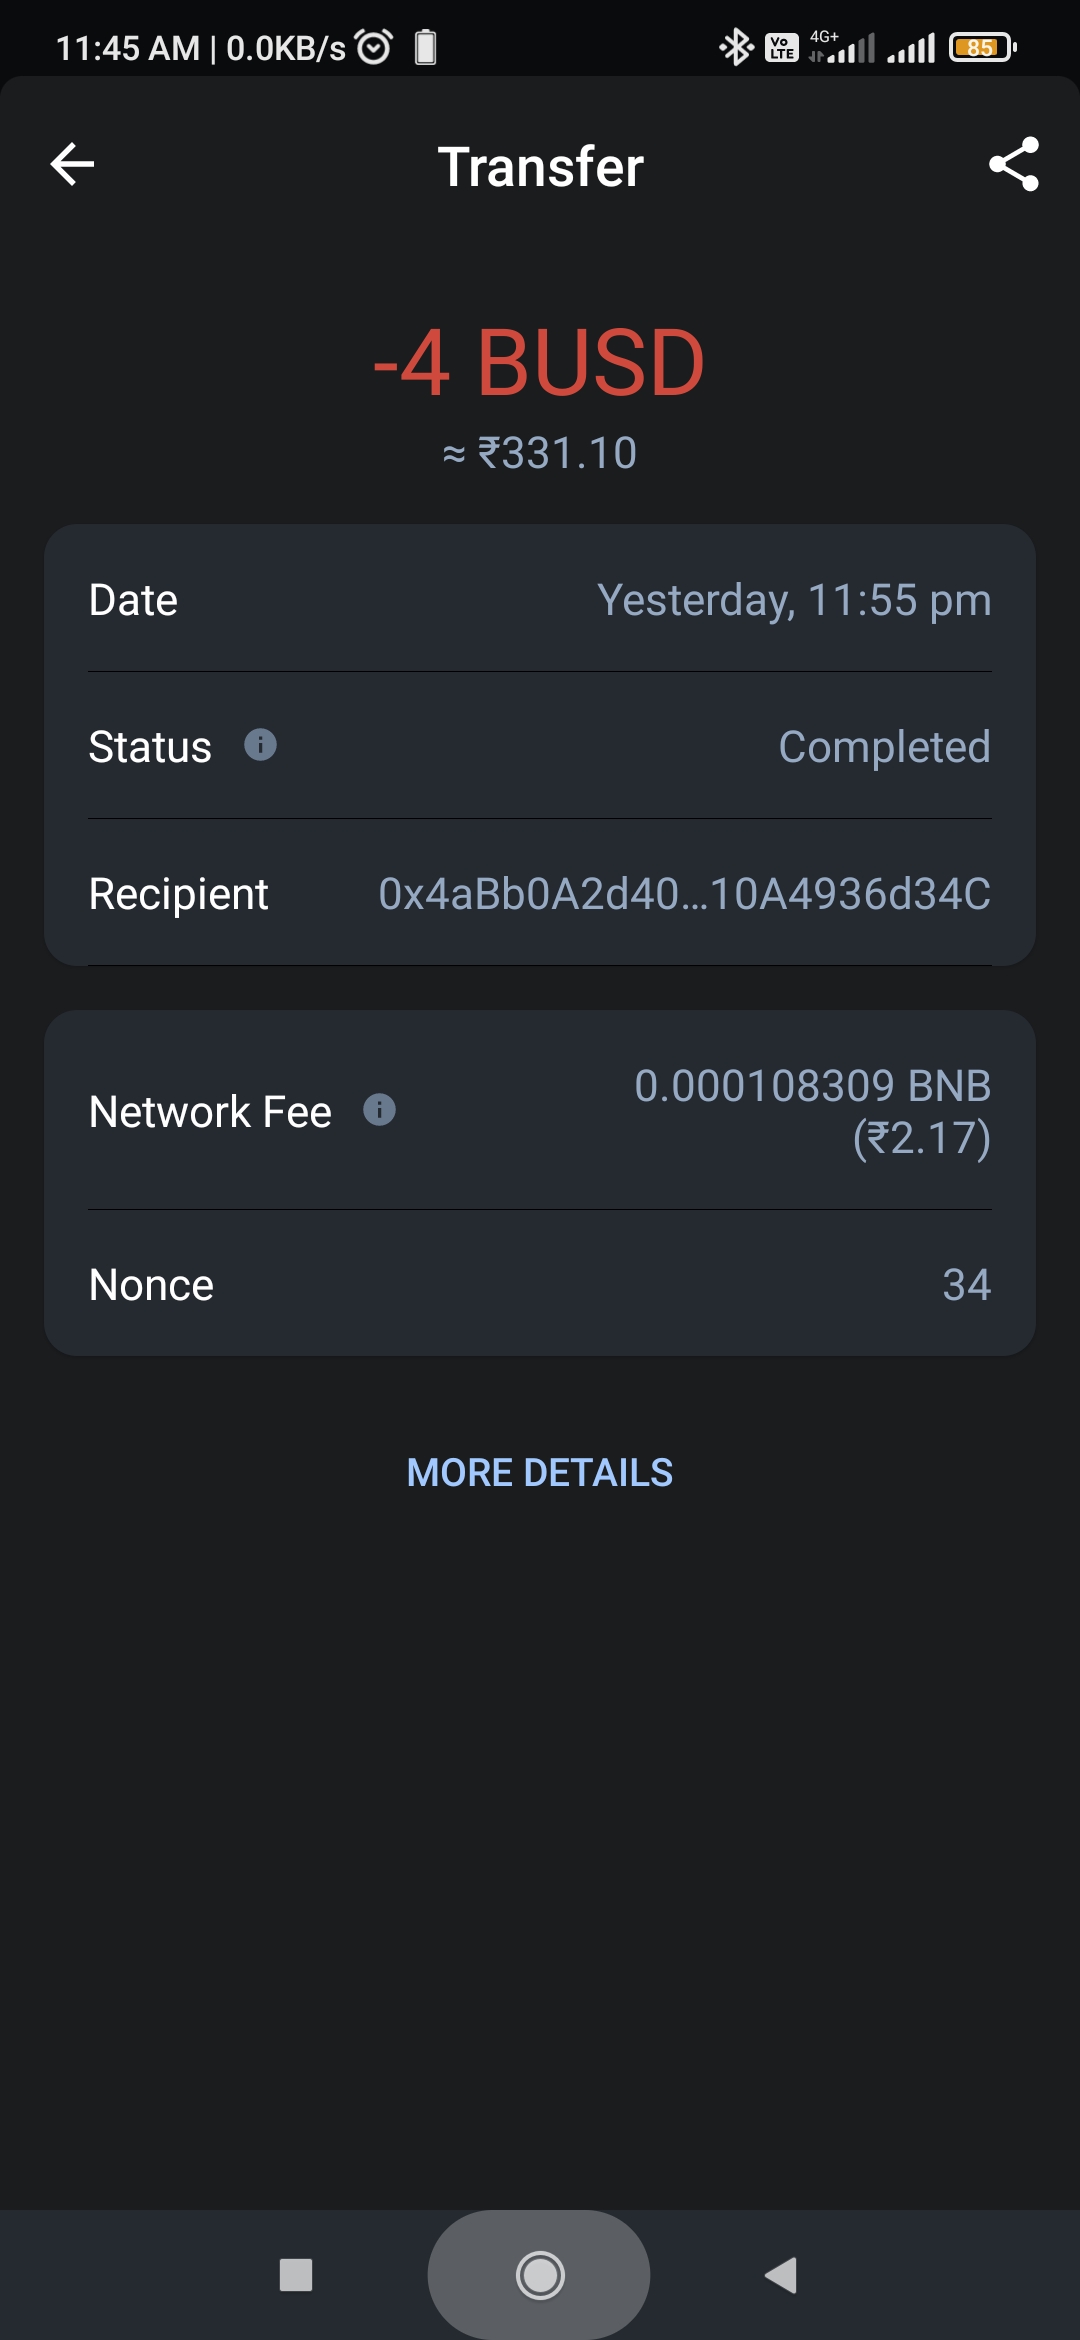 11:45 AM | 0.0KB/s
Vo LTE 4G+ 85
Transfer
-4 BUSD
≈ ₹331.10
Date Yesterday, 11:55 pm
Status Completed
Recipient 0x4aBb0A2d40...10A4936d34C
Network Fee 0.000108309 BNB
(₹2.17)
Nonce 34
MORE DETAILS